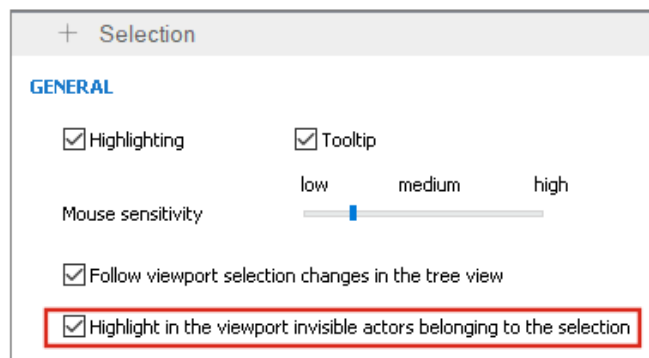 + Selection
GENERAL
Highlighting Tooltip
low medium high
Mouse sensitivity
Follow viewport selection changes in the tree view
Highlight in the viewport invisible actors belonging to the selection